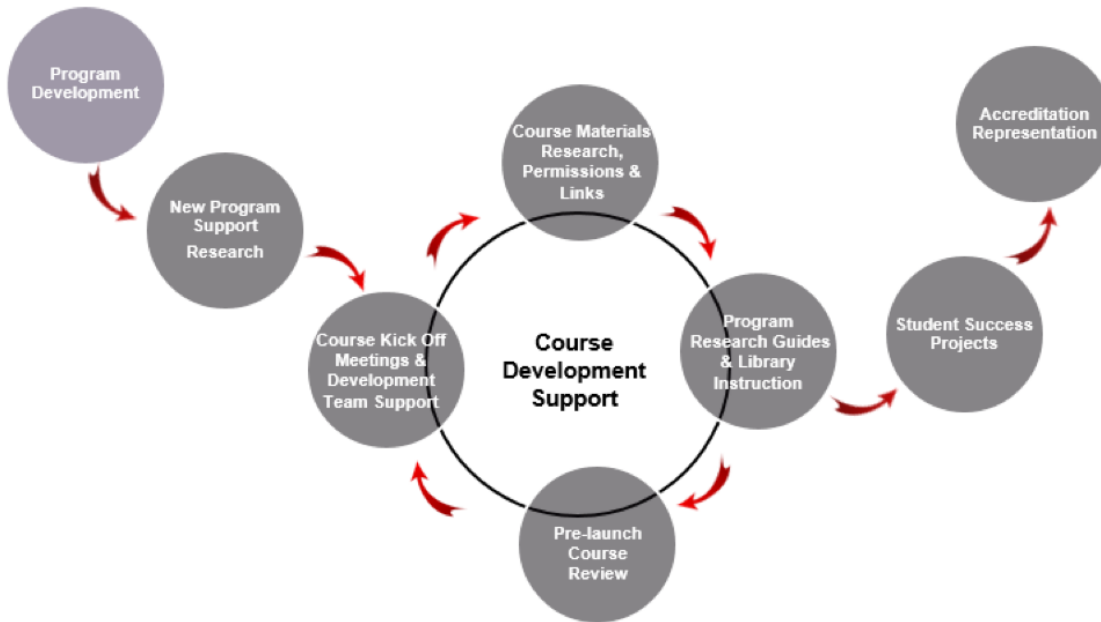 Program
Development
New Program
Support
Research
Course Kick Off
Meetings &
Development
Team Support
Course Materials
Research,
Permissions &
Links
Course
Development
Support
Program
Research Guides
& Library
Instruction
Pre-launch
Course
Review
Student Success
Projects
Accreditation
Representation